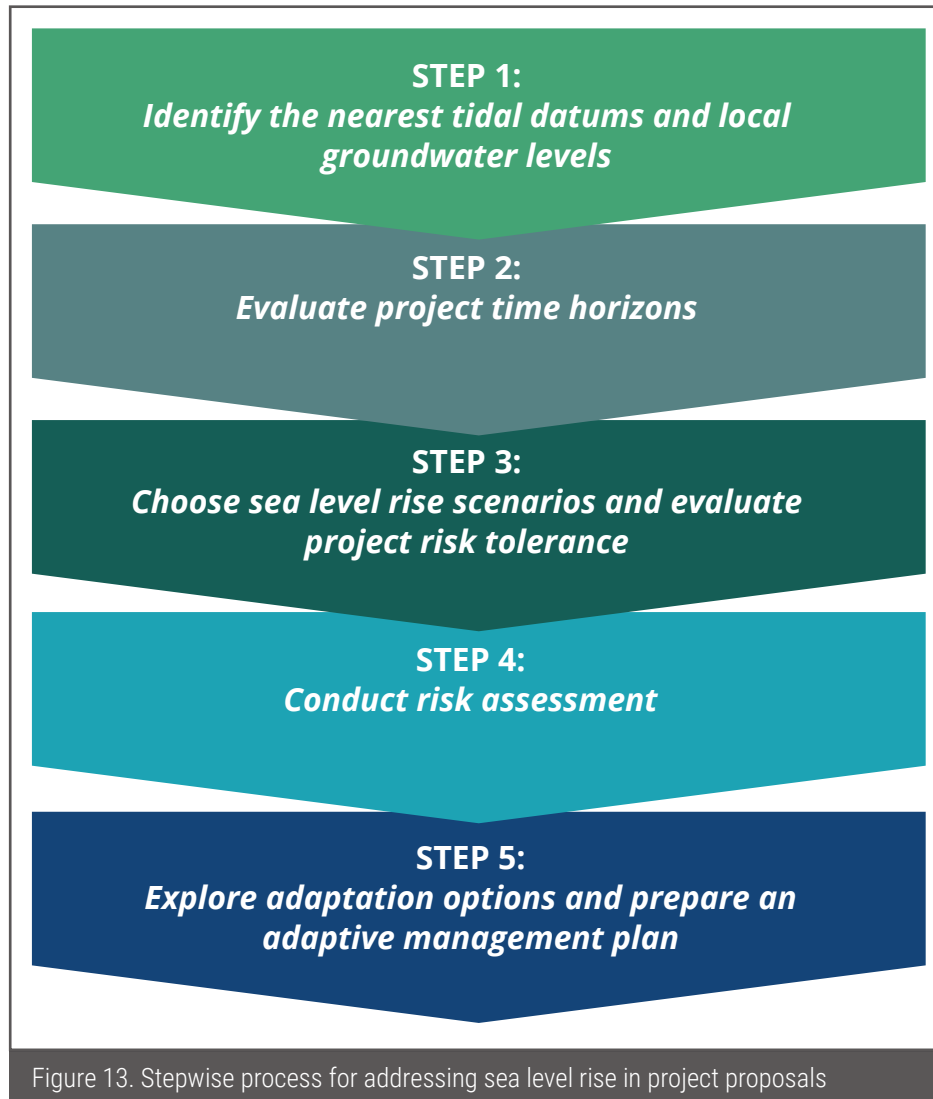 STEP 1:
Identify the nearest tidal datums and local
groundwater levels
STEP 2:
Evaluate project time horizons
STEP 3:
Choose sea level rise scenarios and evaluate
project risk tolerance
STEP 4:
Conduct risk assessment
STEP 5:
Explore adaptation options and prepare an
adaptive management plan
Figure 13. Stepwise process for addressing sea level rise in project proposals